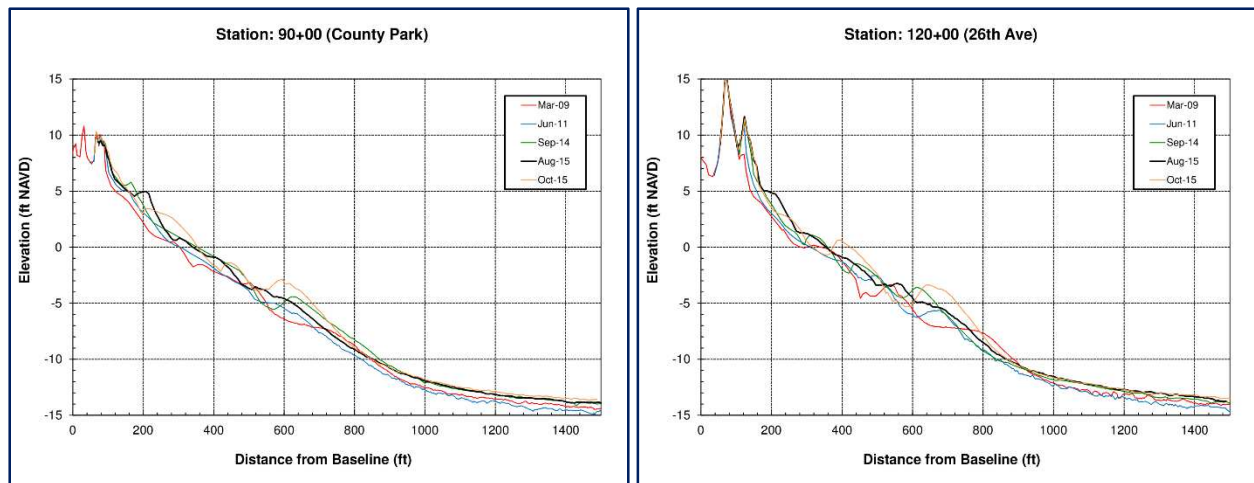 Station: 90+00 (County Park)
15
10
5
0
-5
-10
-15
Elevation (ft NAVD)
Mar-09
Jun-11
Sep-14
Aug-15
Oct-15
0 200 400 600 800 1000 1200 1400
Distance from Baseline (ft)
Station: 120+00 (26th Ave)
15
10
5
0
-5
-10
-15
Elevation (ft NAVD)
Mar-09
Jun-11
Sep-14
Aug-15
Oct-15
0 200 400 600 800 1000 1200 1400
Distance from Baseline (ft)